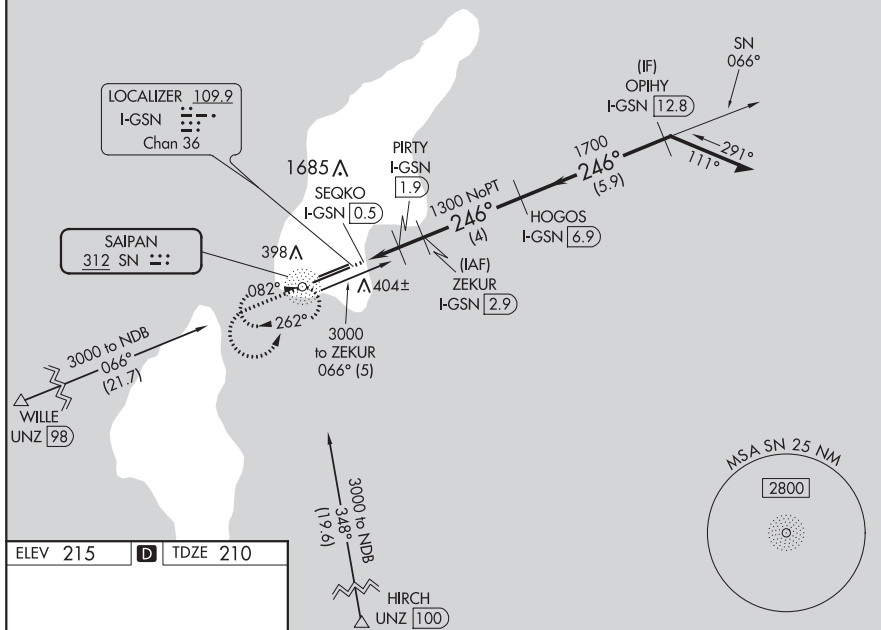 SN
066°
(IF)
OPIHY
I-GSN 12.8
LOCALIZER 109.9
I-GSN
Chan 36
1700
246°
(5.9)
291°
111°
PIRTY
I-GSN
1.9
1685
SEQKO
I-GSN 0.5
1300 NoPT
246°
(4)
HOGOS
I-GSN 6.9
SAIPAN
312 SN
398
(IAF)
ZEKUR
I-GSN 2.9
082°
404±
262°
3000
to ZEKUR
066° (5)
3000 to NDB
066°
(21.7)
WILLE
UNZ 98
3000 to NDB
348°
(19.6)
HIRCH
UNZ 100
MSA SN 25 NM
2800
ELEV 215 D TDZE 210